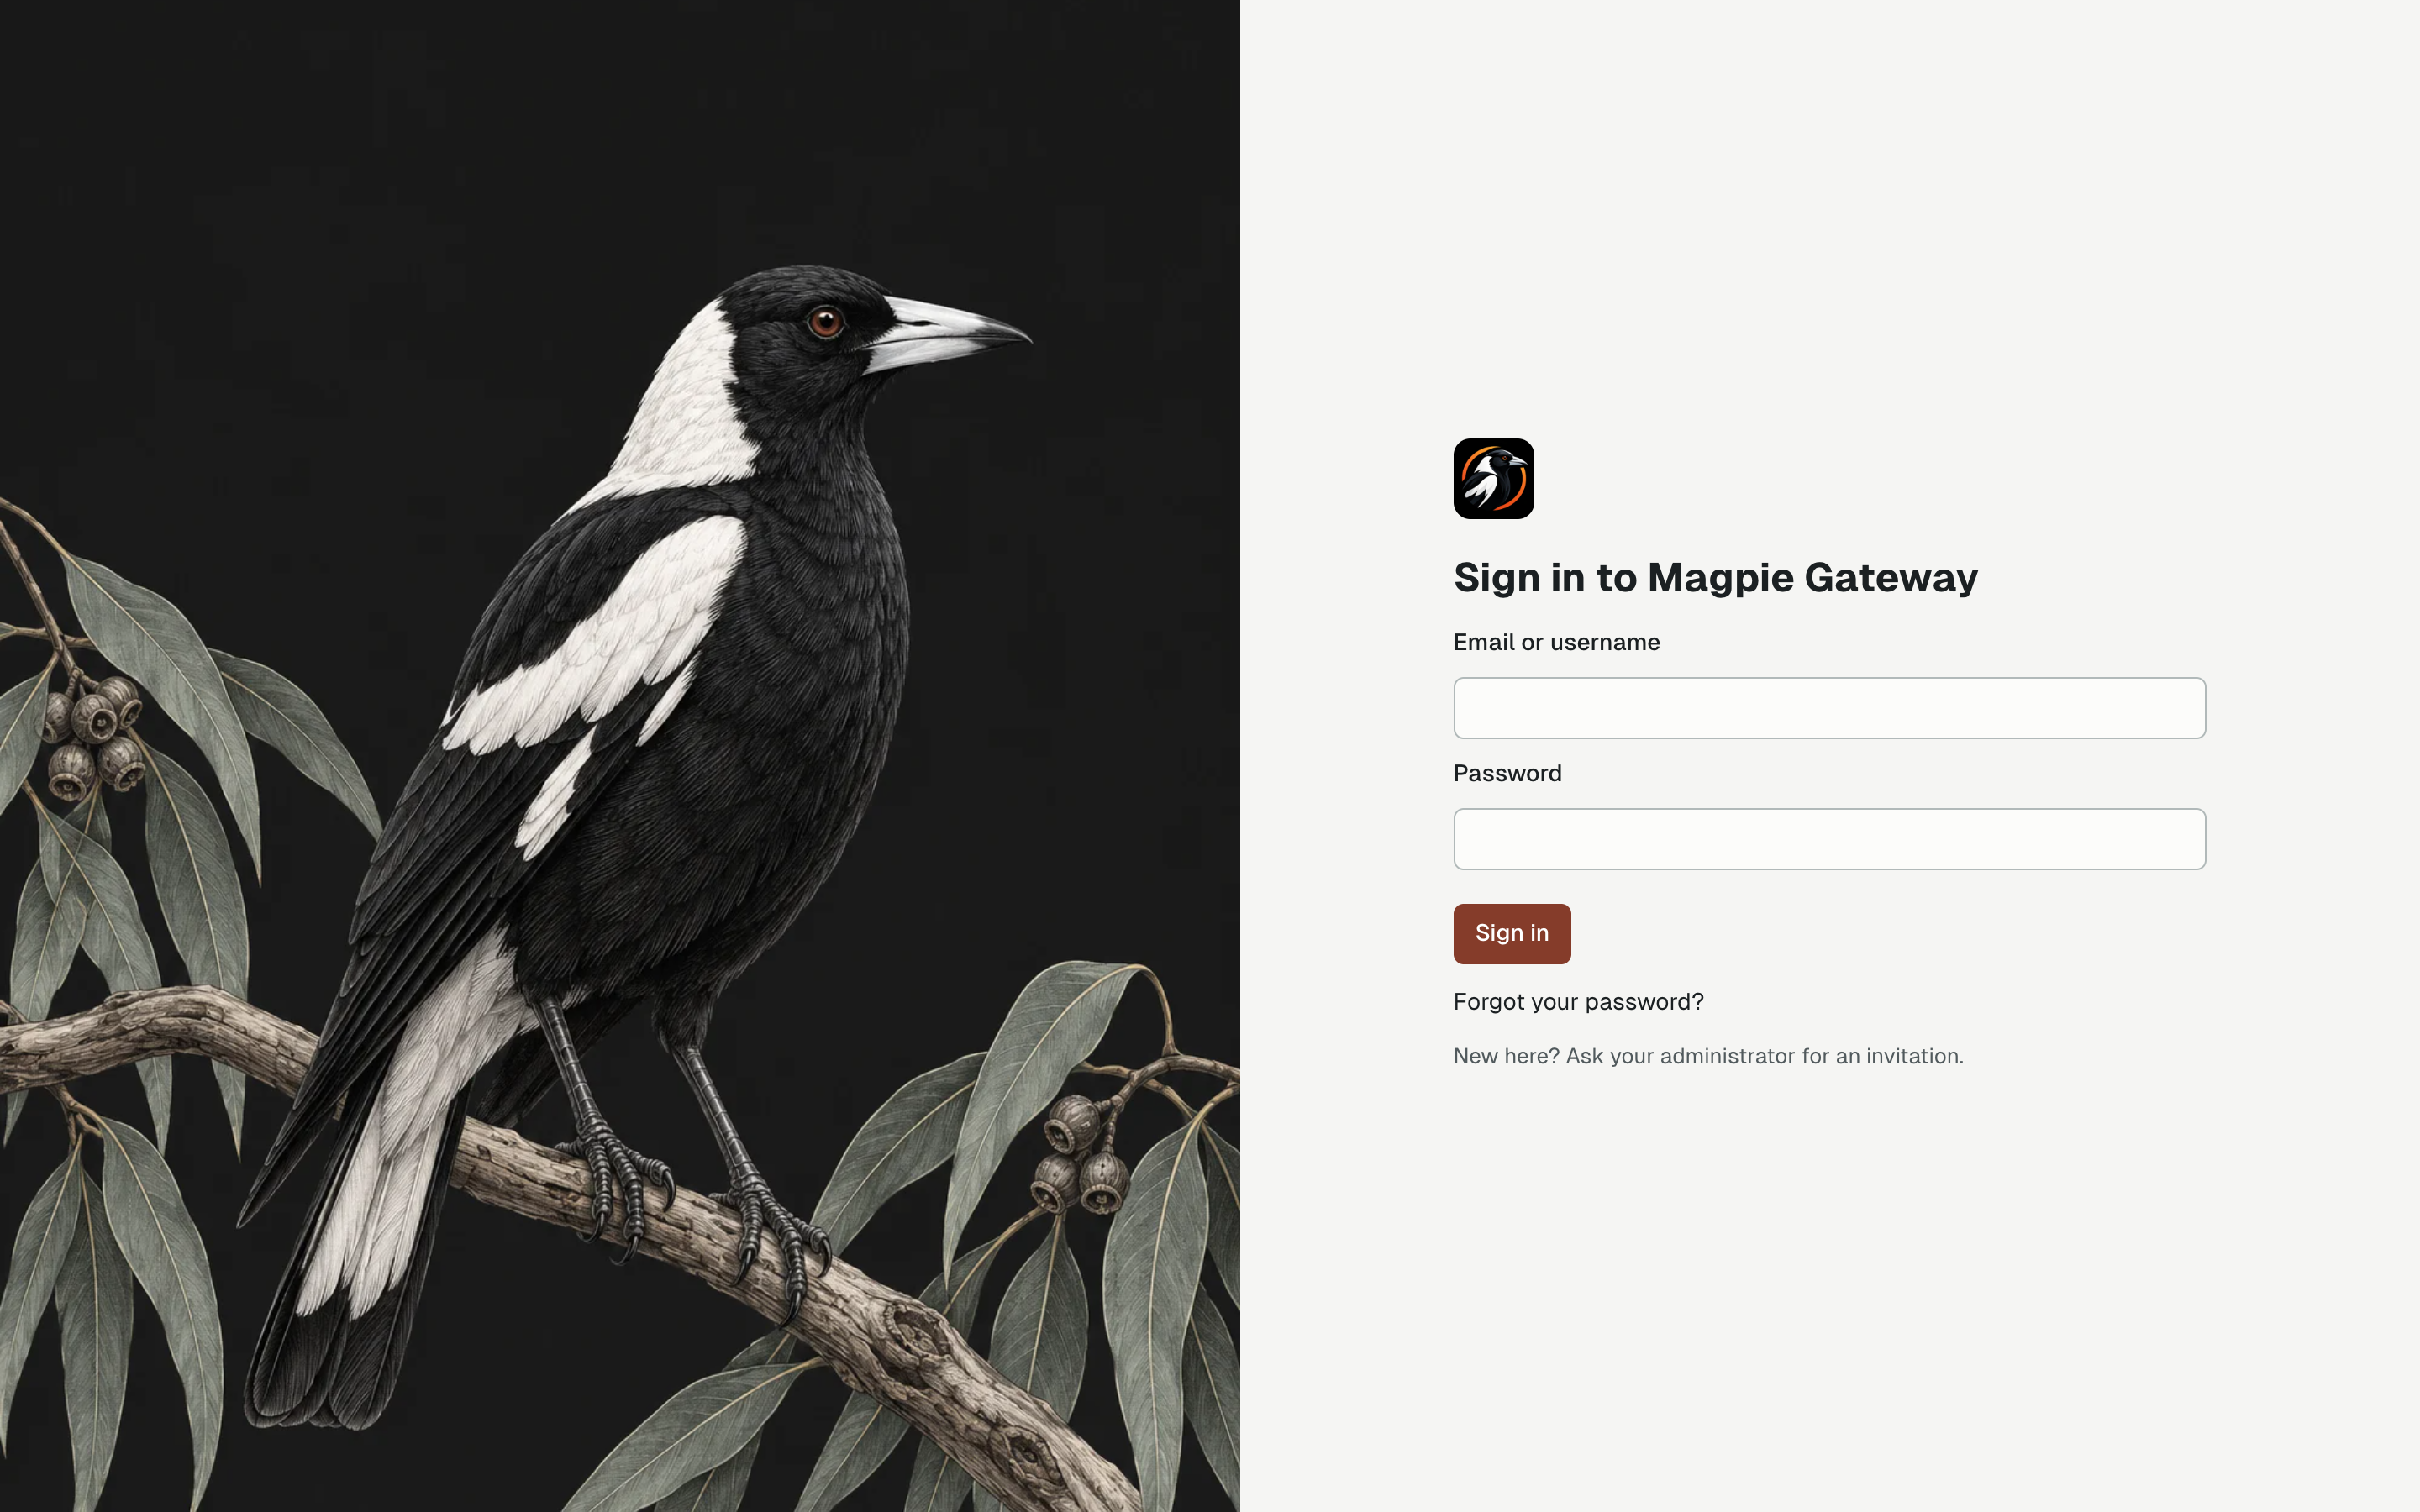 Sign in to Magpie Gateway
Email or username
Password
Sign in
Forgot your password?
New here? Ask your administrator for an invitation.